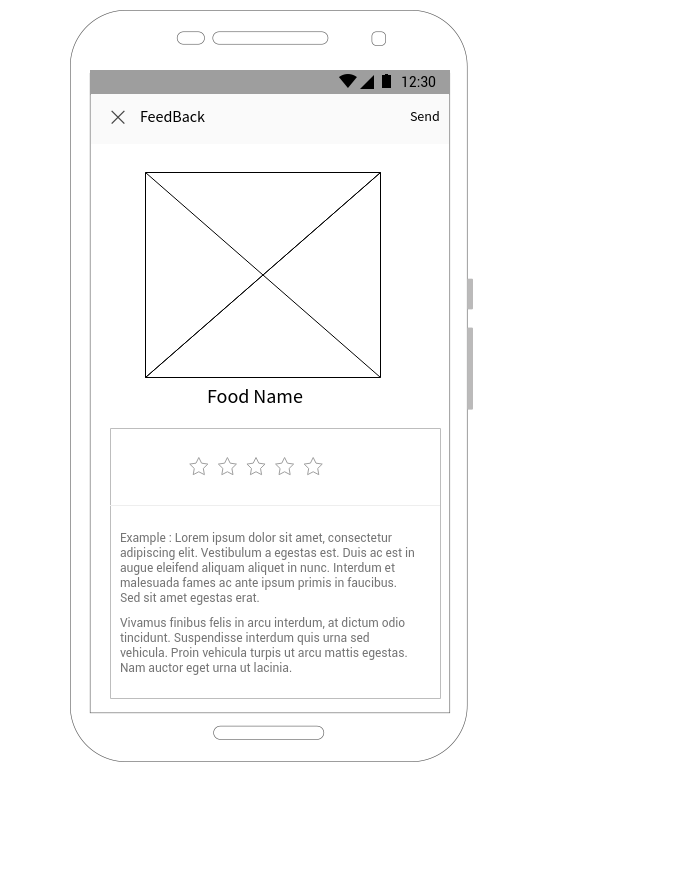 12:30
FeedBack Send
Food Name
Example : Lorem ipsum dolor sit amet, consectetur
adipiscing elit. Vestibulum a egestas est. Duis ac est in
augue eleifend aliquam aliquet in nunc. Interdum et
malesuada fames ac ante ipsum primis in faucibus.
Sed sit amet egestas erat.
Vivamus finibus felis in arcu interdum, at dictum odio
tincidunt. Suspendisse interdum quis urna sed
vehicula. Proin vehicula turpis ut arcu mattis egestas.
Nam auctor eget urna ut lacinia.